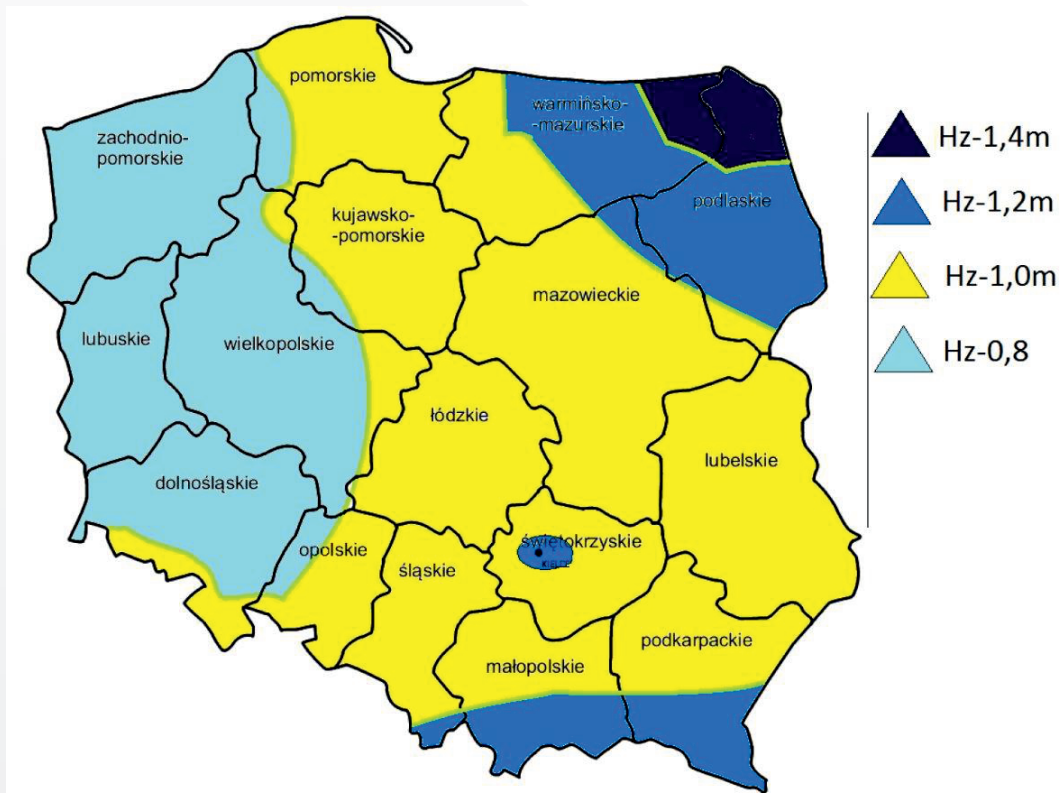 pomorskie
warmińsko-
-mazurskie
zachodnio-
pomorskie
podlaskie
kujawsko-
-pomorskie
mazowieckie
lubuskie
wielkopolskie
łódzkie
lubelskie
dolnośląskie
opolskie
świętokrzyskie
śląskie
podkarpackie
małopolskie
Hz-1,4m
Hz-1,2m
Hz-1,0m
Hz-0,8